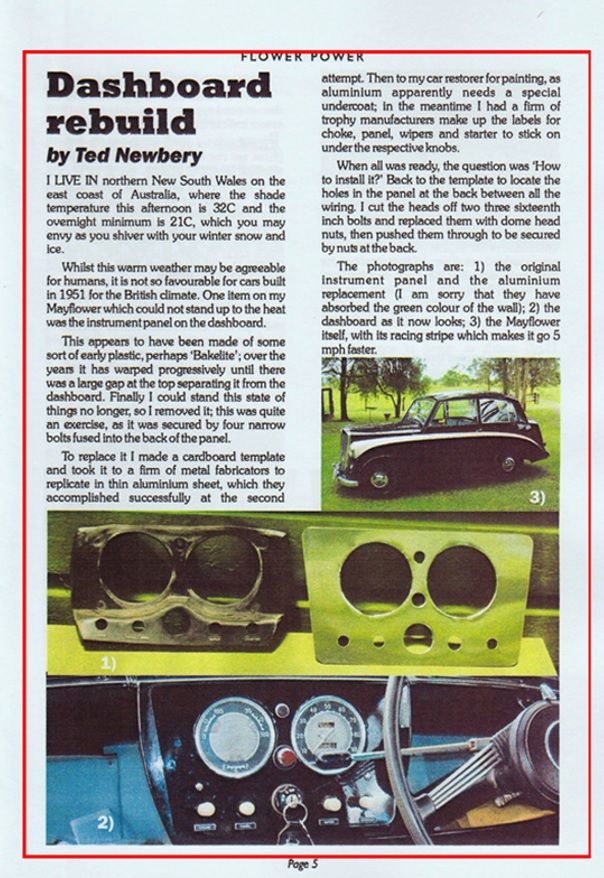 FLOWER POWER
Dashboard
rebuild
by Ted Newbery
I LIVE IN northern New South Wales on the
east coast of Australia, where the shade
temperature this afternoon is 32C and the
overnight minimum is 21C, which you may
envy as you shiver with your winter snow and
ice.
Whilst this warm weather may be agreeable
for humans, it is not so favourable for cars built
in 1951 for the British climate. One item on my
Mayflower which could not stand up to the heat
was the instrument panel on the dashboard.
This appears to have been made of some
sort of early plastic, perhaps 'Bakelite'; over the
years it has warped progressively until there
was a large gap at the top separating it from the
dashboard. Finally I could stand this state of
things no longer, so I removed it; this was quite
an exercise, as it was secured by four narrow
bolts fused into the back of the panel.
To replace it I made a cardboard template
and took it to a firm of metal fabricators to
replicate in thin aluminium sheet, which they
accomplished successfully at the second
attempt. Then to my car restorer for painting, as
aluminium apparently needs a special
undercoat; in the meantime I had a firm of
trophy manufacturers make up the labels for
choke, panel, wipers and starter to stick on
under the respective knobs.
When all was ready, the question was 'How
to install it?' Back to the template to locate the
holes in the panel at the back between all the
wiring. I cut the heads off two three sixteenth
inch bolts and replaced them with dome head
nuts, then pushed them through to be secured
by nuts at the back.
The photographs are: 1) the original
instrument panel and the aluminium
replacement (I am sorry that they have
absorbed the green colour of the wall); 2) the
dashboard as it now looks; 3) the Mayflower
itself, with its racing stripe which makes it go 5
mph faster.
3)
1)
2)
Page 5